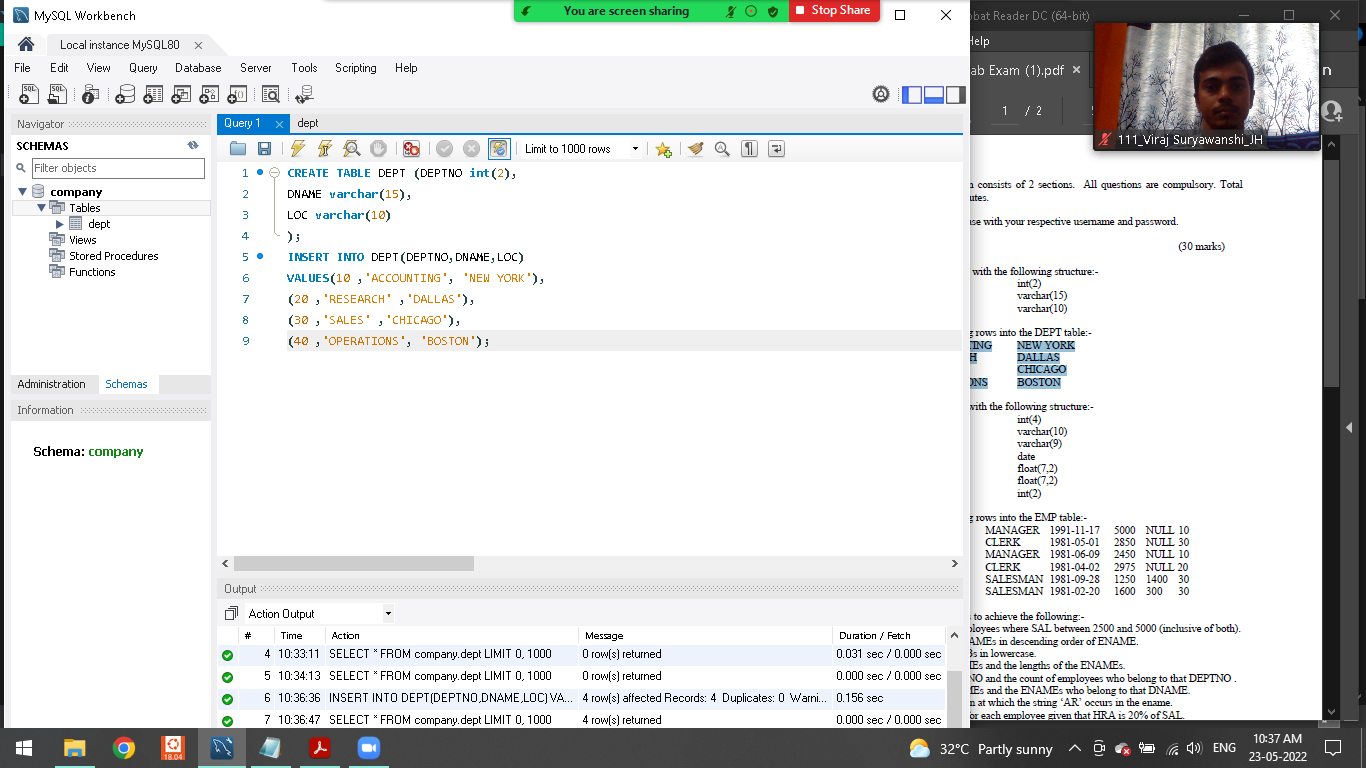 MySQL Workbench
You are screen sharing
Stop Share
Local instance MySQL80
File Edit View Query Database Server Tools Scripting Help
Navigator
SCHEMAS
Filter objects
company
Tables
dept
Views
Stored Procedures
Functions
Administration Schemas
Information
Schema: company
Query 1 dept
Limit to 1000 rows
1 CREATE TABLE DEPT (DEPTNO int(2),
2 DNAME varchar(15),
3 LOC varchar(10)
4 );
5 INSERT INTO DEPT(DEPTNO,DNAME,LOC)
6 VALUES(10 ,'ACCOUNTING', 'NEW YORK'),
7 (20 ,'RESEARCH' ,'DALLAS'),
8 (30 ,'SALES' ,'CHICAGO'),
9 (40 ,'OPERATIONS', 'BOSTON');
Output
Action Output
# Time Action Message Duration / Fetch
4 10:33:11 SELECT * FROM company.dept LIMIT 0, 1000 0 row(s) returned 0.031 sec / 0.000 sec
5 10:34:13 SELECT * FROM company.dept LIMIT 0, 1000 0 row(s) returned 0.000 sec / 0.000 sec
6 10:36:36 INSERT INTO DEPT(DEPTNO,DNAME,LOC) VA... 4 row(s) affected Records: 4 Duplicates: 0 Warni... 0.156 sec
7 10:36:47 SELECT * FROM company.dept LIMIT 0, 1000 4 row(s) returned 0.000 sec / 0.000 sec
obat Reader DC (64-bit)
Help
ab Exam (1).pdf
1 / 2
111_Viraj Suryawanshi_JH
n consists of 2 sections. All questions are compulsory. Total
utes.
ase with your respective username and password.
(30 marks)
with the following structure:-
int(2)
varchar(15)
varchar(10)
g rows into the DEPT table:-
TING NEW YORK
H DALLAS
CHICAGO
ONS BOSTON
with the following structure:-
int(4)
varchar(10)
varchar(9)
date
float(7,2)
float(7,2)
int(2)
g rows into the EMP table:-
MANAGER 1991-11-17 5000 NULL 10
CLERK 1981-05-01 2850 NULL 30
MANAGER 1981-06-09 2450 NULL 10
CLERK 1981-04-02 2975 NULL 20
SALESMAN 1981-09-28 1250 1400 30
SALESMAN 1981-02-20 1600 300 30
s to achieve the following:-
ployees where SAL between 2500 and 5000 (inclusive of both).
AMEs in descending order of ENAME.
Bs in lowercase.
MEs and the lengths of the ENAMEs.
NO and the count of employees who belong to that DEPTNO .
MEs and the ENAMEs who belong to that DNAME.
n at which the string 'AR' occurs in the ename.
for each employee given that HRA is 20% of SAL.
18.04
32°C Partly sunny
ENG
10:37 AM
23-05-2022